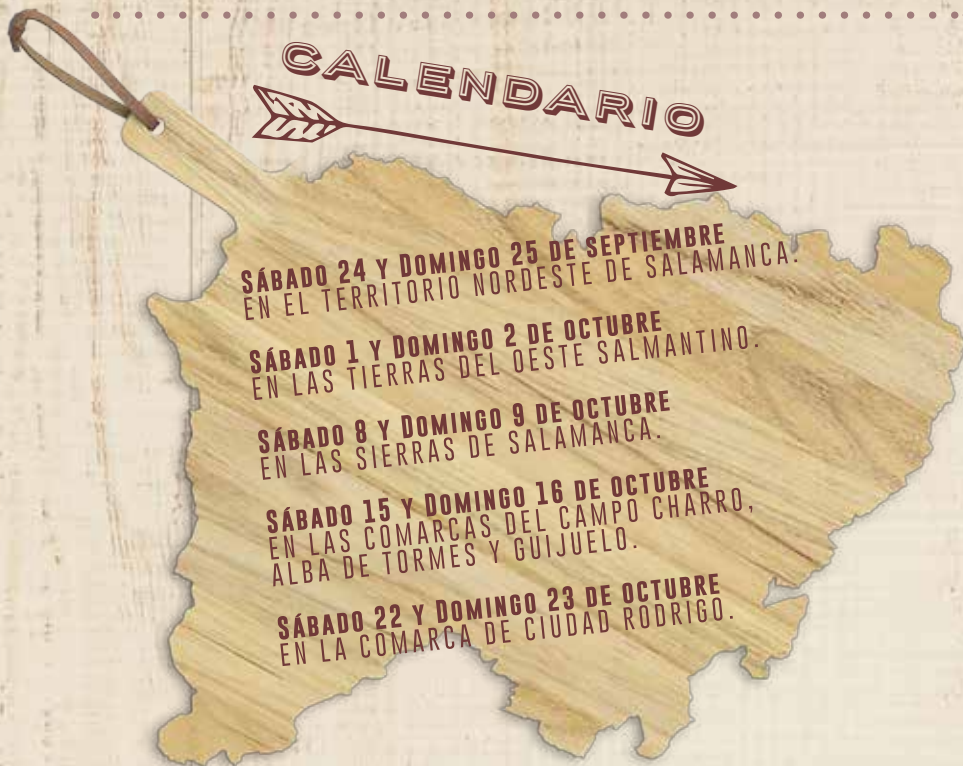 CALENDARIO
SÁBADO 24 Y DOMINGO 25 DE SEPTIEMBRE
EN EL TERRITORIO NORDESTE DE SALAMANCA.
SÁBADO 1 Y DOMINGO 2 DE OCTUBRE
EN LAS TIERRAS DEL OESTE SALMANTINO.
SÁBADO 8 Y DOMINGO 9 DE OCTUBRE
EN LAS SIERRAS DE SALAMANCA.
SÁBADO 15 Y DOMINGO 16 DE OCTUBRE
EN LAS COMARCAS DEL CAMPO CHARRO,
ALBA DE TORMES Y GUIJUELO.
SÁBADO 22 Y DOMINGO 23 DE OCTUBRE
EN LA COMARCA DE CIUDAD RODRIGO.